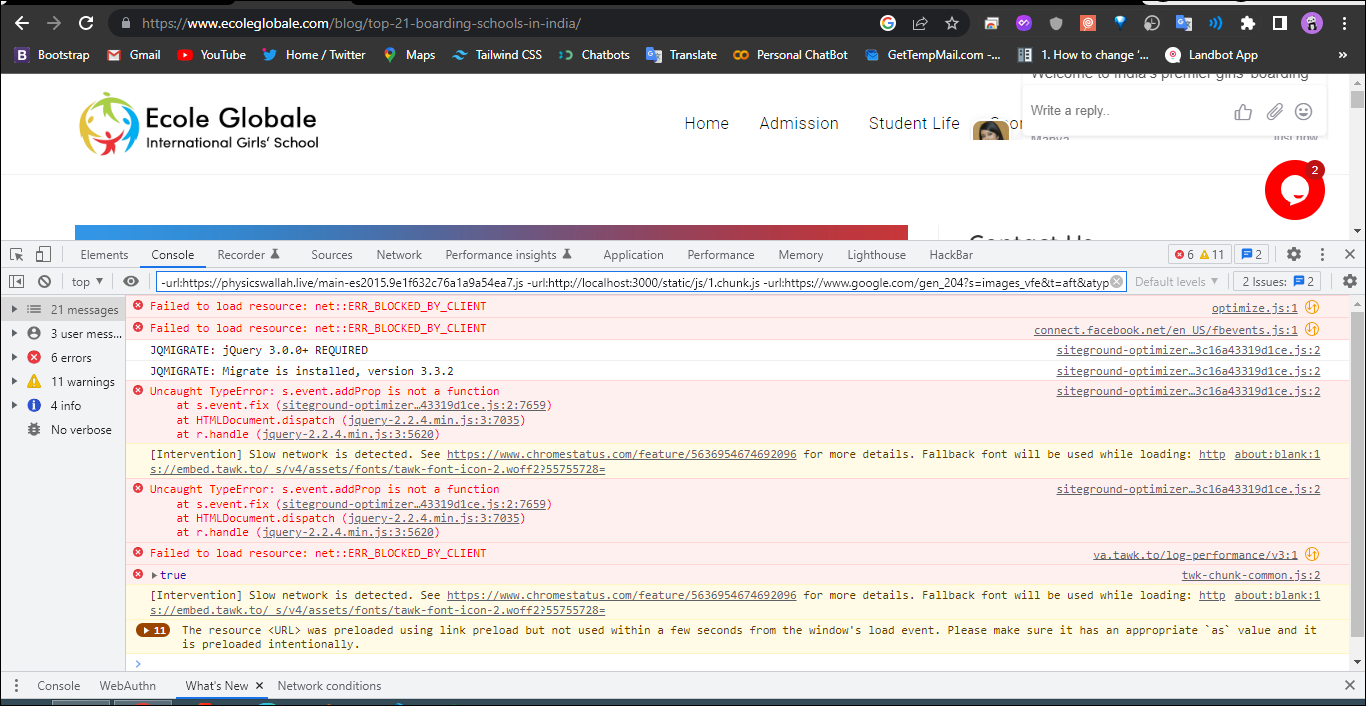 https://www.ecoleglobale.com/blog/top-21-boarding-schools-in-india/
Bootstrap Gmail YouTube Home / Twitter Maps Tailwind CSS Chatbots Translate Personal ChatBot GetTempMail.com -... 1. How to change '... Landbot App »
Welcome to India's premier girls' boarding
Ecole Globale
International Girls' School
Home Admission Student Life
Write a reply..
Manya just now
2
Contact Us
Elements Console Recorder Sources Network Performance insights Application Performance Memory Lighthouse HackBar 6 11 2
top -url:https://physicswallah.live/main-es2015.9e1f632c76a1a9a54ea7.js -url:http://localhost:3000/static/js/1.chunk.js -url:https://www.google.com/gen_204?s=images_vfe&t=aft&atyp Default levels 2 Issues: 2
21 messages
3 user mess...
6 errors
11 warnings
4 info
No verbose
Failed to load resource: net::ERR_BLOCKED_BY_CLIENT optimize.js:1
Failed to load resource: net::ERR_BLOCKED_BY_CLIENT connect.facebook.net/en_US/fbevents.js:1
JQMIGRATE: jQuery 3.0.0+ REQUIRED siteground-optimizer…3c16a43319d1ce.js:2
JQMIGRATE: Migrate is installed, version 3.3.2 siteground-optimizer…3c16a43319d1ce.js:2
Uncaught TypeError: s.event.addProp is not a function siteground-optimizer…3c16a43319d1ce.js:2
at s.event.fix (siteground-optimizer…43319d1ce.js:2:7659)
at HTMLDocument.dispatch (jquery-2.2.4.min.js:3:7035)
at r.handle (jquery-2.2.4.min.js:3:5620)
[Intervention] Slow network is detected. See https://www.chromestatus.com/feature/5636954674692096 for more details. Fallback font will be used while loading: http about:blank:1
s://embed.tawk.to/_s/v4/assets/fonts/tawk-font-icon-2.woff2?55755728=
Uncaught TypeError: s.event.addProp is not a function siteground-optimizer…3c16a43319d1ce.js:2
at s.event.fix (siteground-optimizer…43319d1ce.js:2:7659)
at HTMLDocument.dispatch (jquery-2.2.4.min.js:3:7035)
at r.handle (jquery-2.2.4.min.js:3:5620)
Failed to load resource: net::ERR_BLOCKED_BY_CLIENT va.tawk.to/log-performance/v3:1
true twk-chunk-common.js:2
[Intervention] Slow network is detected. See https://www.chromestatus.com/feature/5636954674692096 for more details. Fallback font will be used while loading: http about:blank:1
s://embed.tawk.to/_s/v4/assets/fonts/tawk-font-icon-2.woff2?55755728=
11 The resource <URL> was preloaded using link preload but not used within a few seconds from the window's load event. Please make sure it has an appropriate `as` value and it
is preloaded intentionally.
Console WebAuthn What's New Network conditions